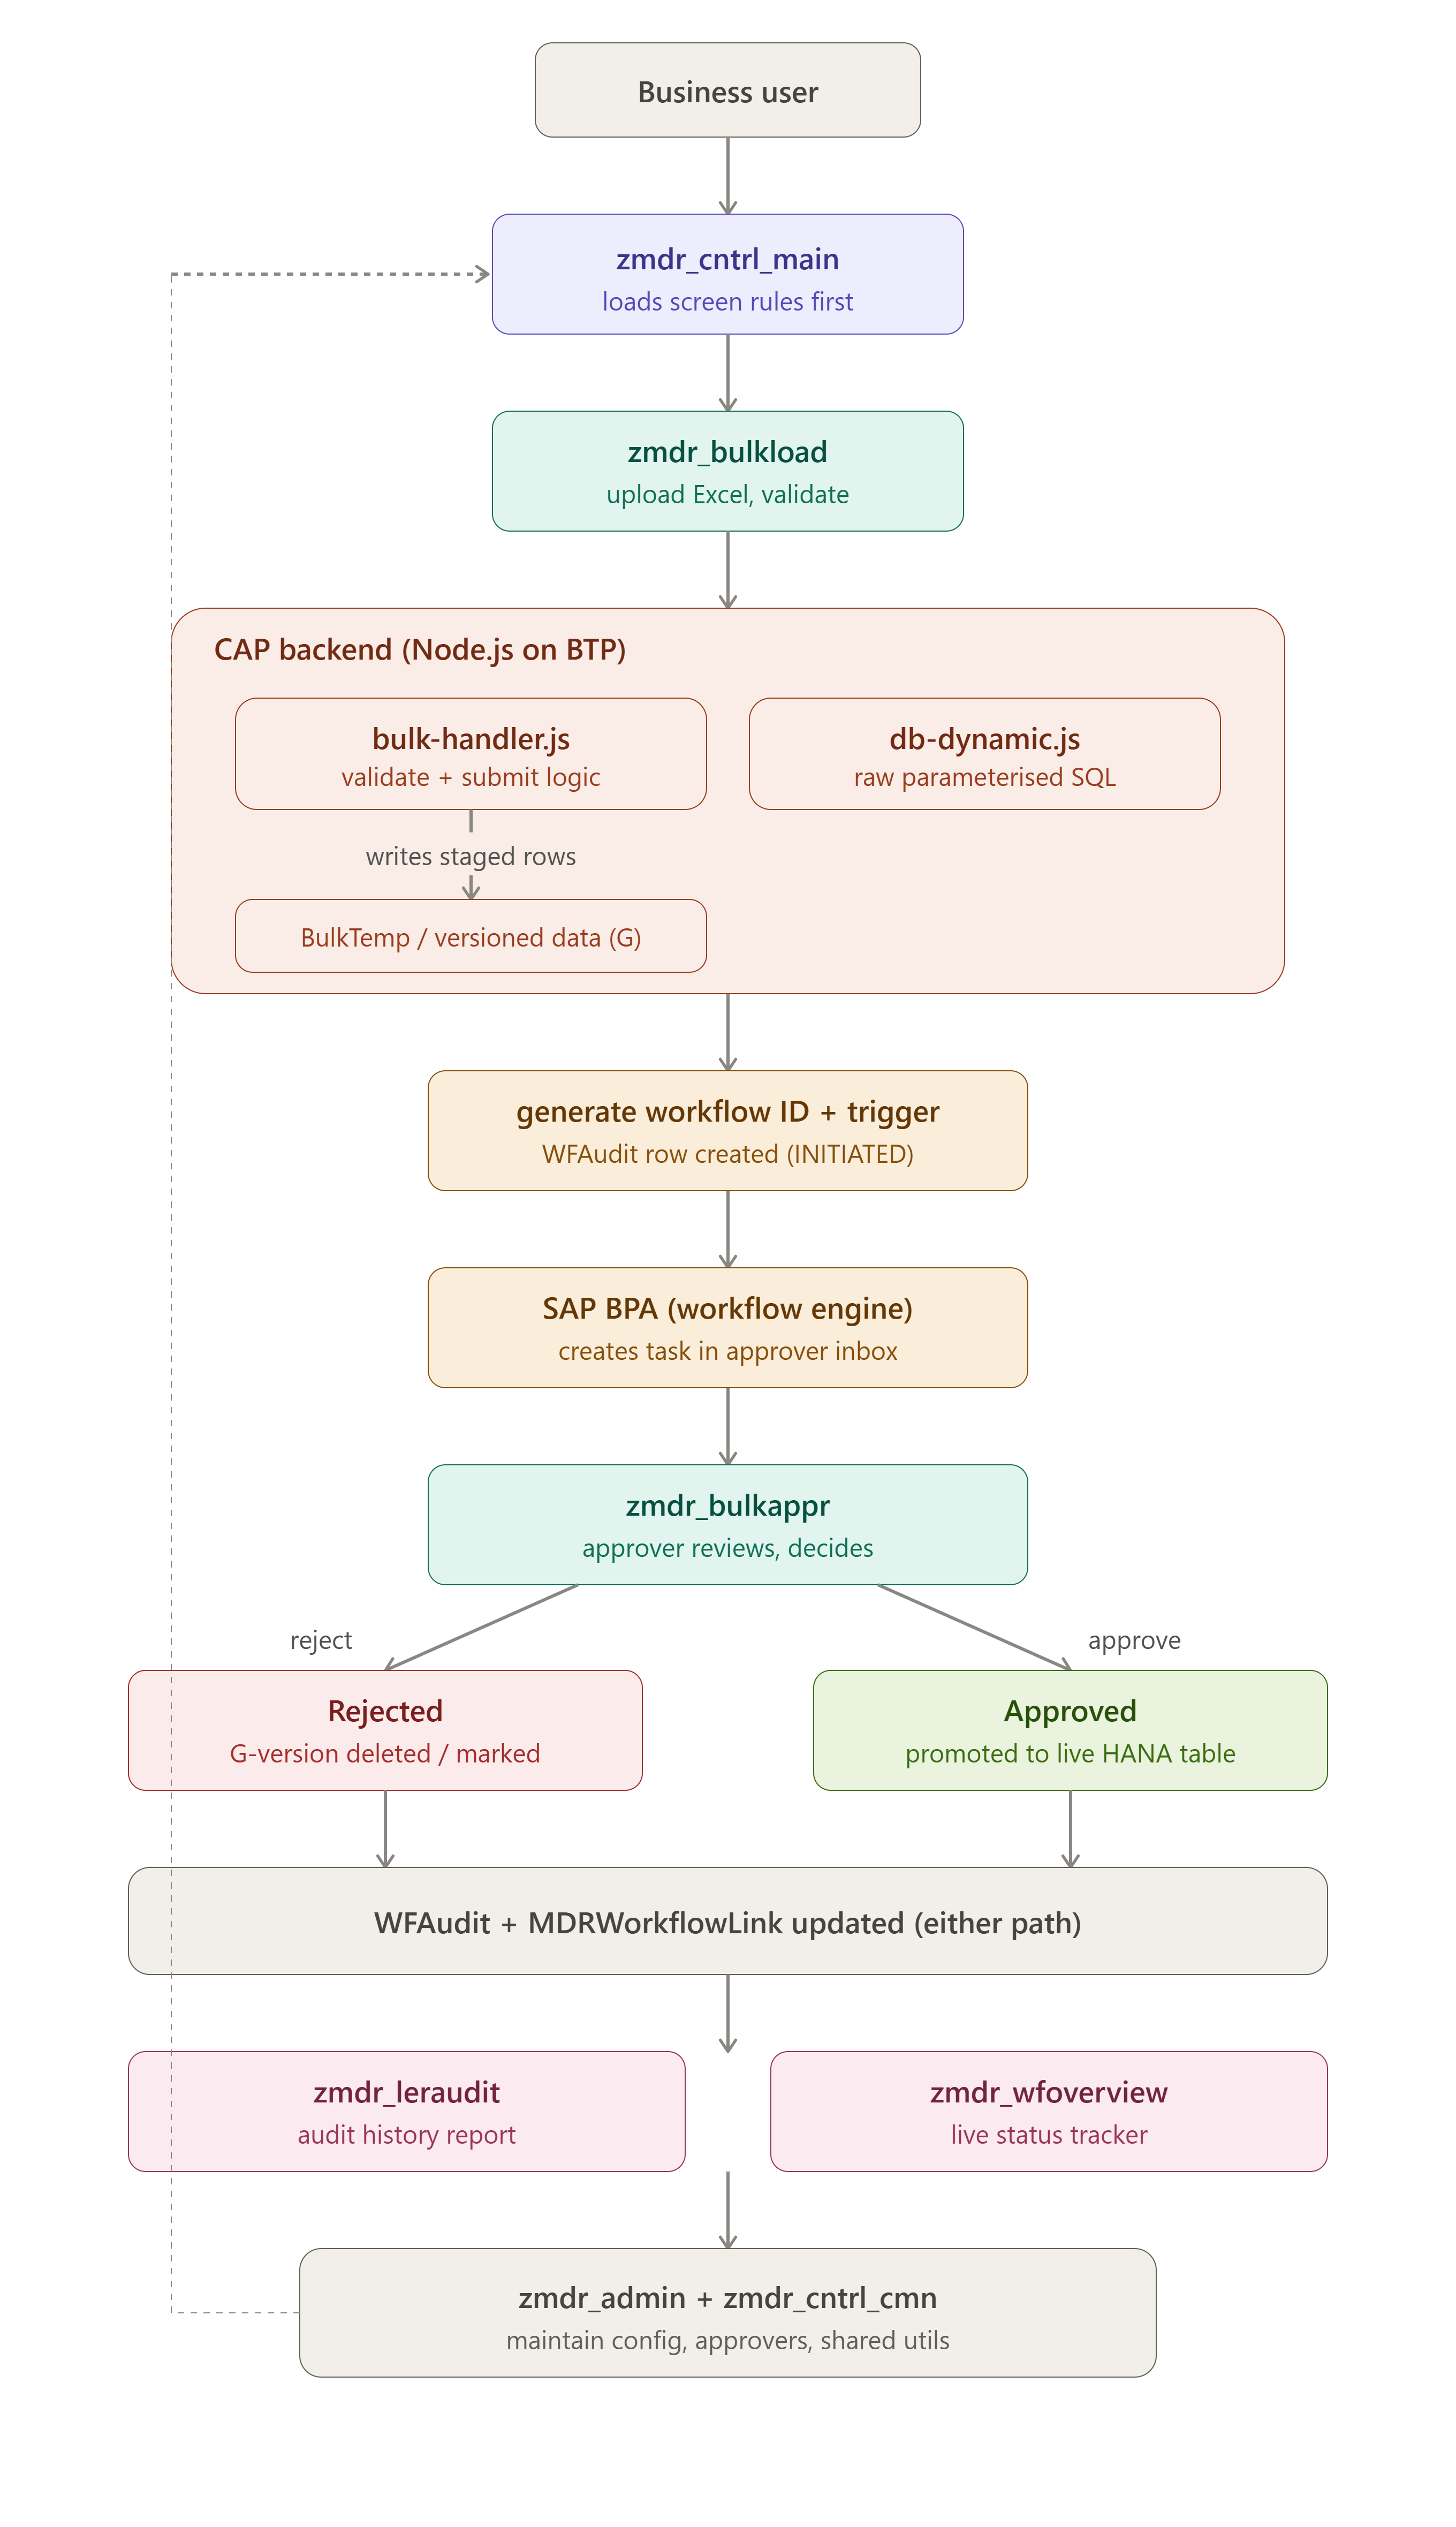 Business user
zmdr_cntrl_main
loads screen rules first
zmdr_bulkload
upload Excel, validate
CAP backend (Node.js on BTP)
bulk-handler.js
validate + submit logic
db-dynamic.js
raw parameterised SQL
writes staged rows
BulkTemp / versioned data (G)
generate workflow ID + trigger
WFAudit row created (INITIATED)
SAP BPA (workflow engine)
creates task in approver inbox
zmdr_bulkappr
approver reviews, decides
reject
approve
Rejected
G-version deleted / marked
Approved
promoted to live HANA table
WFAudit + MDRWorkflowLink updated (either path)
zmdr_leraudit
audit history report
zmdr_wfoverview
live status tracker
zmdr_admin + zmdr_cntrl_cmn
maintain config, approvers, shared utils